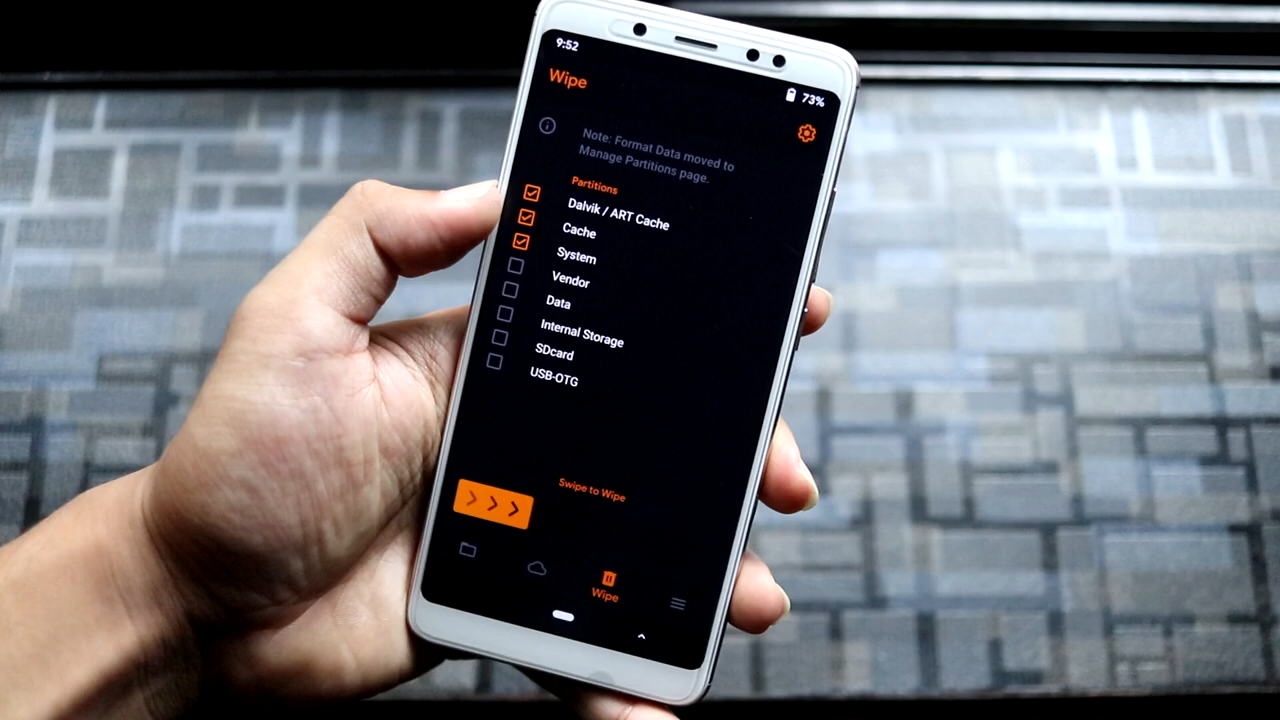 9:52
73%
Wipe
Note: Format Data moved to
Manage Partitions page.
Partitions
Dalvik / ART Cache
Cache
System
Vendor
Data
Internal Storage
SDcard
USB-OTG
Swipe to Wipe
Wipe